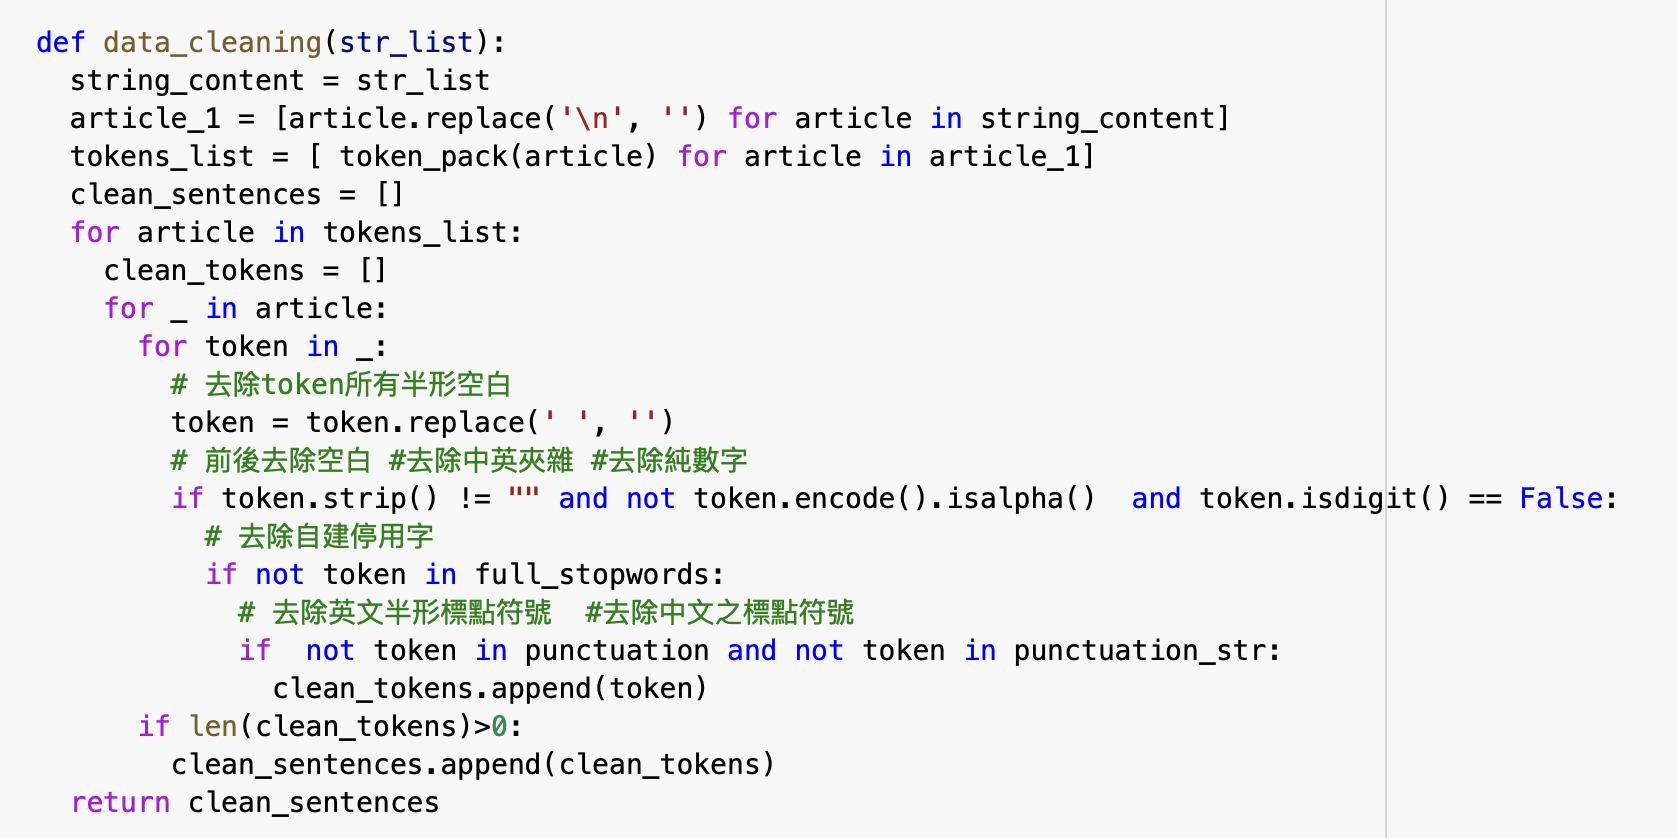 def data_cleaning(str_list):
  string_content = str_list
  article_1 = [article.replace('\n', '') for article in string_content]
  tokens_list = [ token_pack(article) for article in article_1]
  clean_sentences = []
  for article in tokens_list:
    clean_tokens = []
    for _ in article:
      for token in _:
        # 去除token所有半形空白
        token = token.replace(' ', '')
        # 前後去除空白 #去除中英夾雜 #去除純數字
        if token.strip() != "" and not token.encode().isalpha()  and token.isdigit() == False:
          # 去除自建停用字
          if not token in full_stopwords:
            # 去除英文半形標點符號  #去除中文之標點符號
            if  not token in punctuation and not token in punctuation_str:
              clean_tokens.append(token)
      if len(clean_tokens)>0:
        clean_sentences.append(clean_tokens)
  return clean_sentences